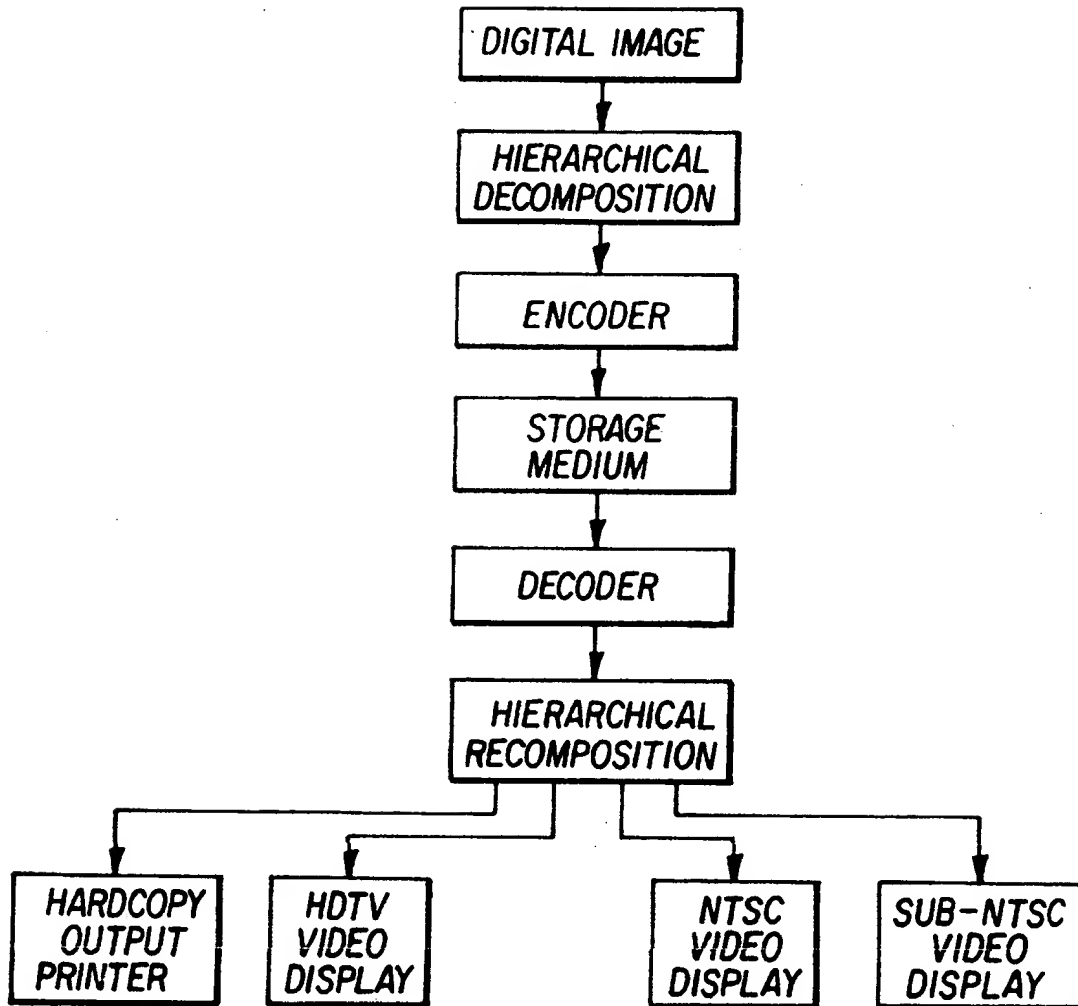 DIGITAL IMAGE
HIERARCHICAL
DECOMPOSITION
ENCODER
STORAGE
MEDIUM
DECODER
HIERARCHICAL
RECOMPOSITION
HARDCOPY
OUTPUT
PRINTER
HDTV
VIDEO
DISPLAY
NTSC
VIDEO
DISPLAY
SUB-NTSC
VIDEO
DISPLAY